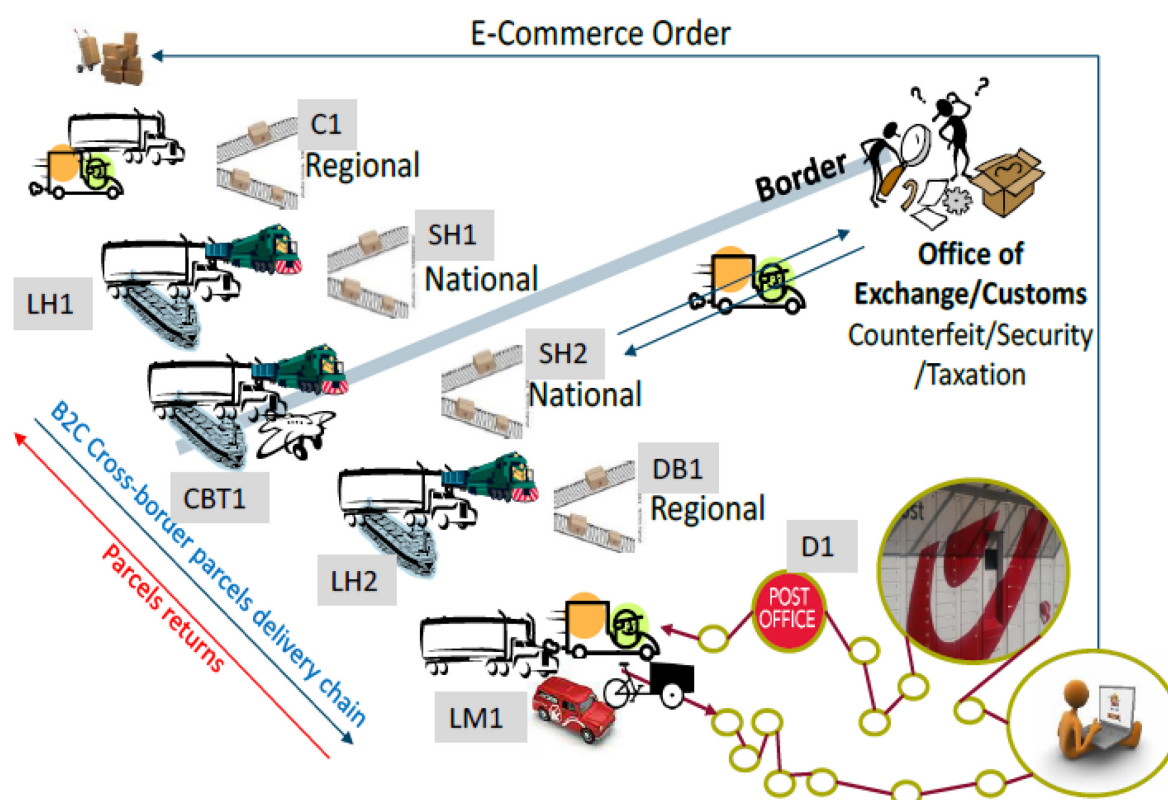 E-Commerce Order
C1
Regional
Border
SH1
National
LH1
Office of
Exchange/Customs
Counterfeit/Security
/Taxation
SH2
National
CBT1
B2C Cross-boruer parcels delivery chain
Parcels returns
DB1
Regional
LH2
D1
ost
POST
OFFICE
LM1